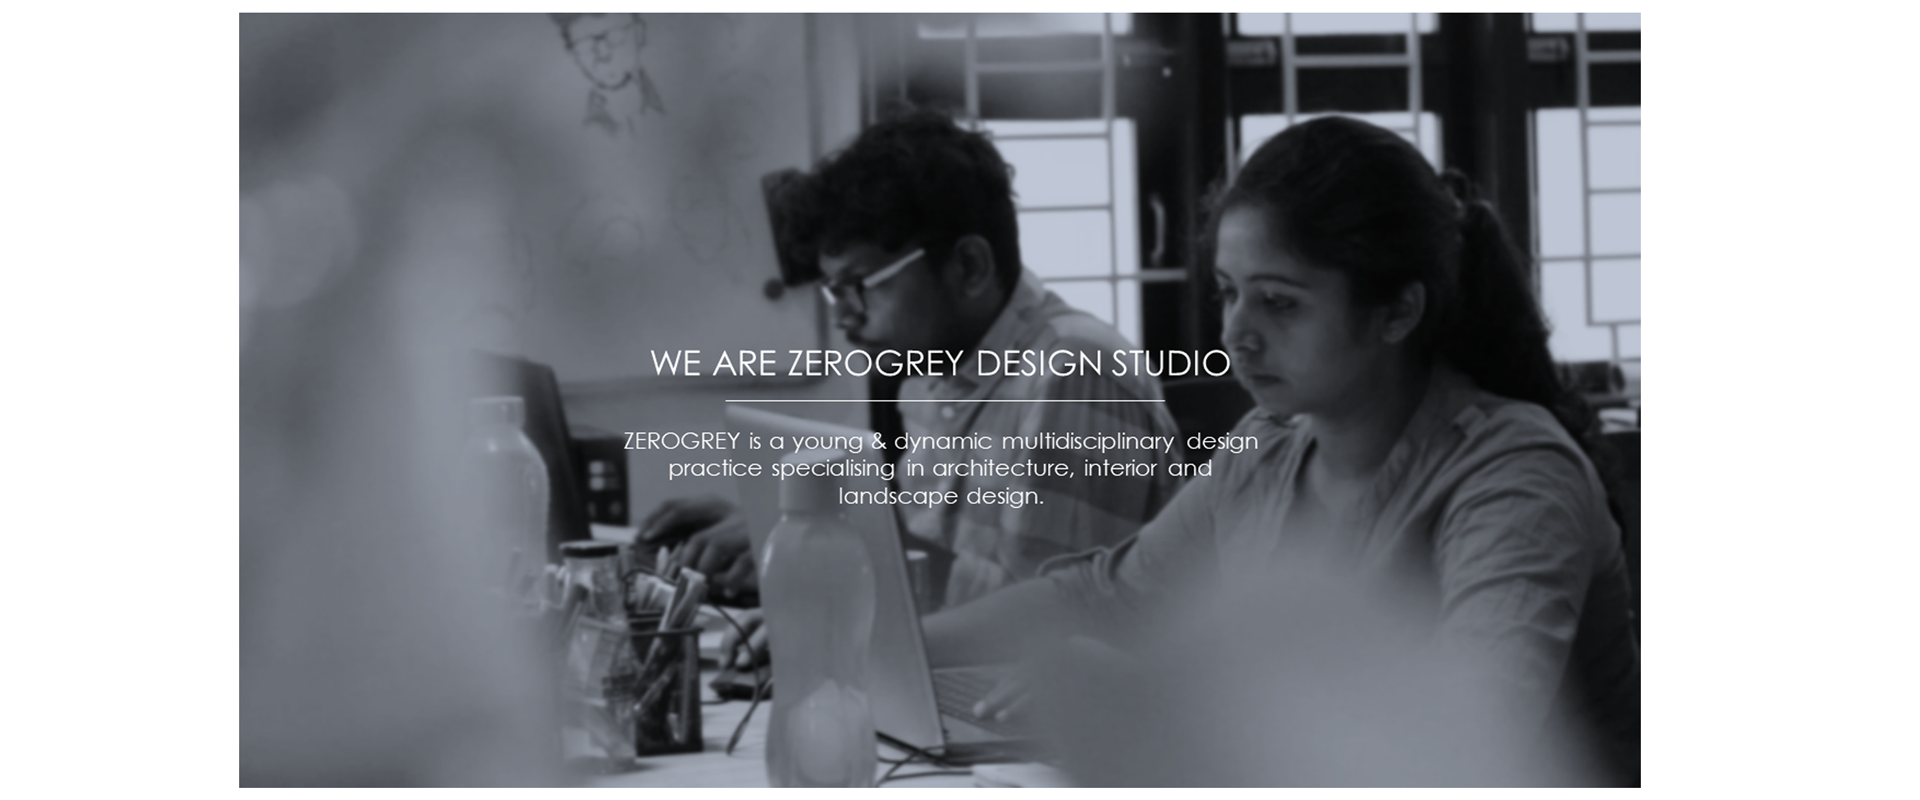 WE ARE ZEROGREY DESIGN STUDIO
ZEROGREY is a young & dynamic multidisciplinary design
practice specialising in architecture, interior and
landscape design.